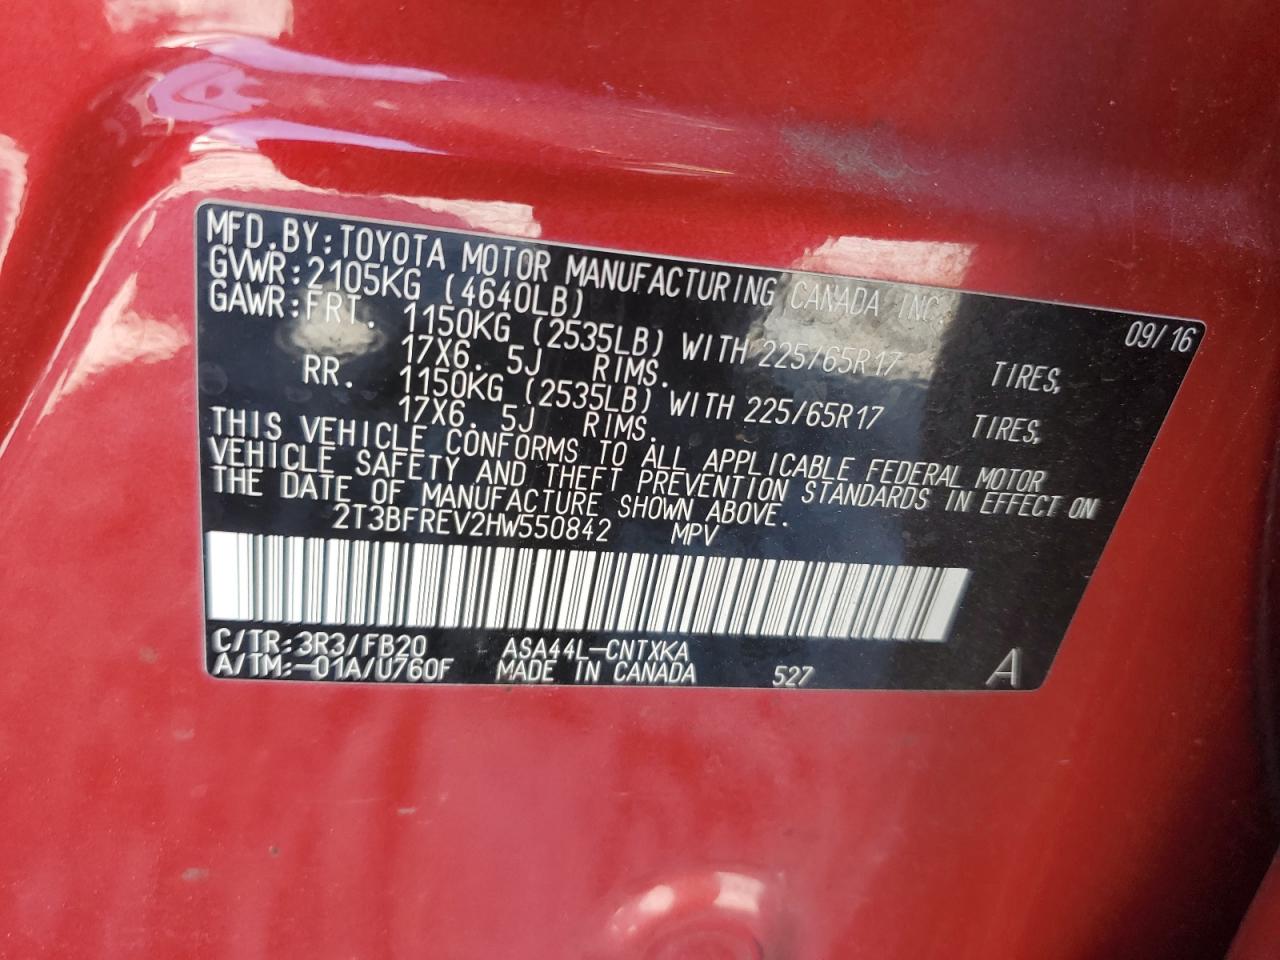 MFD.BY:TOYOTA MOTOR MANUFACTURING CANADA INC. 09/16
GVWR:2105KG (4640LB)
GAWR:FRT. 1150KG (2535LB) WITH 225/65R17 TIRES,
17X6. 5J RIMS.
RR. 1150KG (2535LB) WITH 225/65R17 TIRES,
17X6. 5J RIMS.
THIS VEHICLE CONFORMS TO ALL APPLICABLE FEDERAL MOTOR
VEHICLE SAFETY AND THEFT PREVENTION STANDARDS IN EFFECT ON
THE DATE OF MANUFACTURE SHOWN ABOVE.
2T3BFREV2HW550842 MPV
C/TR:3R3/FB20 ASA44L-CNTXKA
A/TM:-01A/U760F MADE IN CANADA 527 A